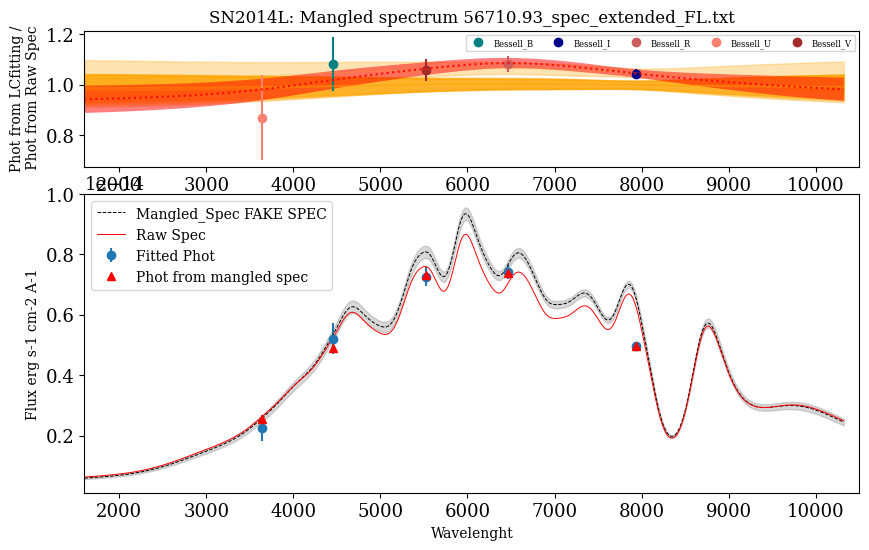 SN2014L: Mangled spectrum 56710.93_spec_extended_FL.txt
Phot from LCfitting /
Phot from Raw Spec
1.2
1.0
0.8
Bessell_B
Bessell_I
Bessell_R
Bessell_U
Bessell_V
2000 3000 4000 5000 6000 7000 8000 9000 10000
1e−14
Flux erg s-1 cm-2 A-1
1.0
0.8
0.6
0.4
0.2
Mangled_Spec FAKE SPEC
Raw Spec
Fitted Phot
Phot from mangled spec
2000 3000 4000 5000 6000 7000 8000 9000 10000
Wavelenght